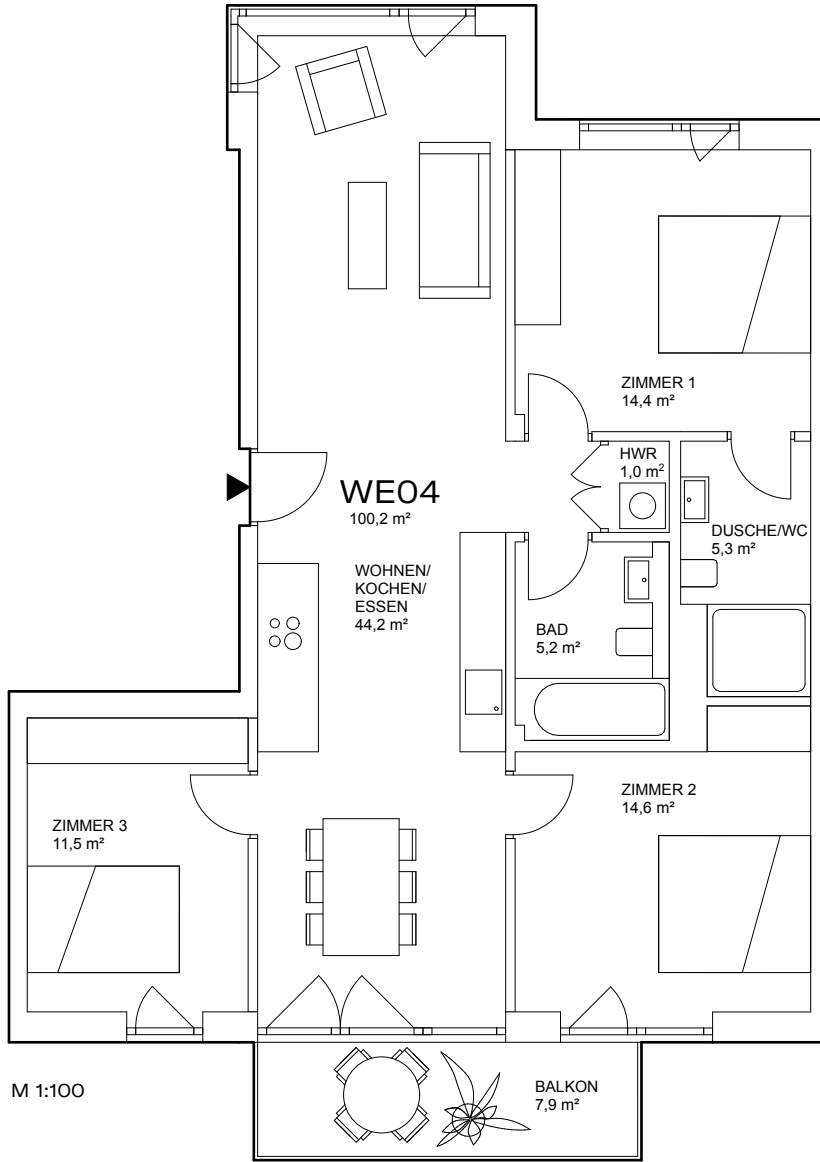 ZIMMER 1
14,4 m²
HWR
1,0 m²
WE04
100,2 m²
DUSCHE/WC
5,3 m²
WOHNEN/
KOCHEN/
ESSEN
44,2 m²
BAD
5,2 m²
ZIMMER 2
14,6 m²
ZIMMER 3
11,5 m²
M 1:100
BALKON
7,9 m²